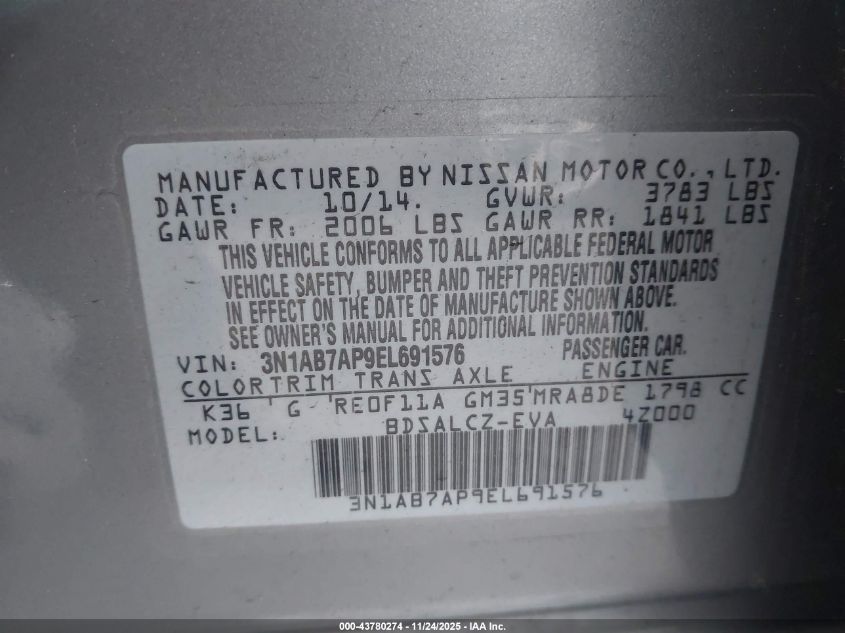 MANUFACTURED BY NISSAN MOTOR CO., LTD.
DATE: 10/14. GVWR: 3783 LBS
GAWR FR: 2006 LBS GAWR RR: 1841 LBS
THIS VEHICLE CONFORMS TO ALL APPLICABLE FEDERAL MOTOR
VEHICLE SAFETY, BUMPER AND THEFT PREVENTION STANDARDS
IN EFFECT ON THE DATE OF MANUFACTURE SHOWN ABOVE.
SEE OWNER'S MANUAL FOR ADDITIONAL INFORMATION.
VIN: 3N1AB7AP9EL691576 PASSENGER CAR.
COLOR TRIM TRANS AXLE ENGINE
K36 G RE0F11A GM35 MRA8DE 1798 CC
MODEL: BDSALCZ-EVA 4Z000
3N1AB7AP9EL691576
000-43780274 - 11/24/2025 - IAA Inc.